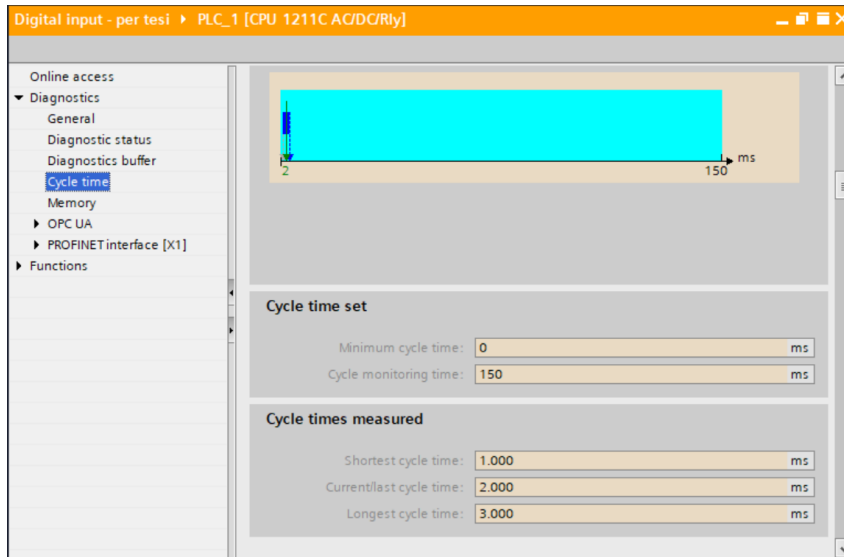 Digital input - per tesi ▸ PLC_1 [CPU 1211C AC/DC/Rly]
Online access
Diagnostics
General
Diagnostic status
Diagnostics buffer
Cycle time
Memory
OPC UA
PROFINET interface [X1]
Functions
ms
2
150
Cycle time set
Minimum cycle time: 0 ms
Cycle monitoring time: 150 ms
Cycle times measured
Shortest cycle time: 1.000 ms
Current/last cycle time: 2.000 ms
Longest cycle time: 3.000 ms